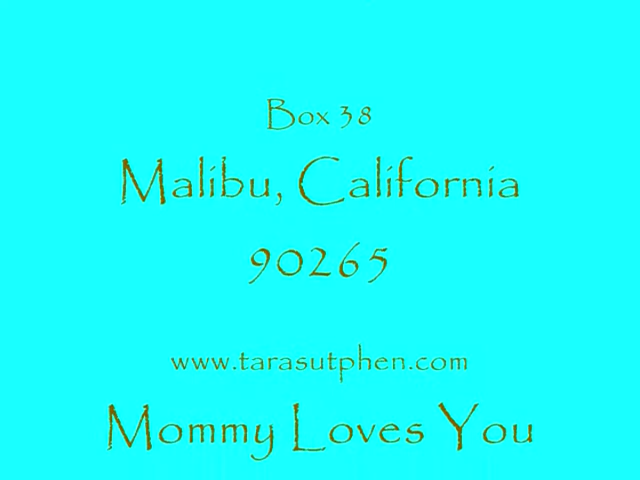 Box 38
Malibu, California
90265
www.tarasutphen.com
Mommy Loves You